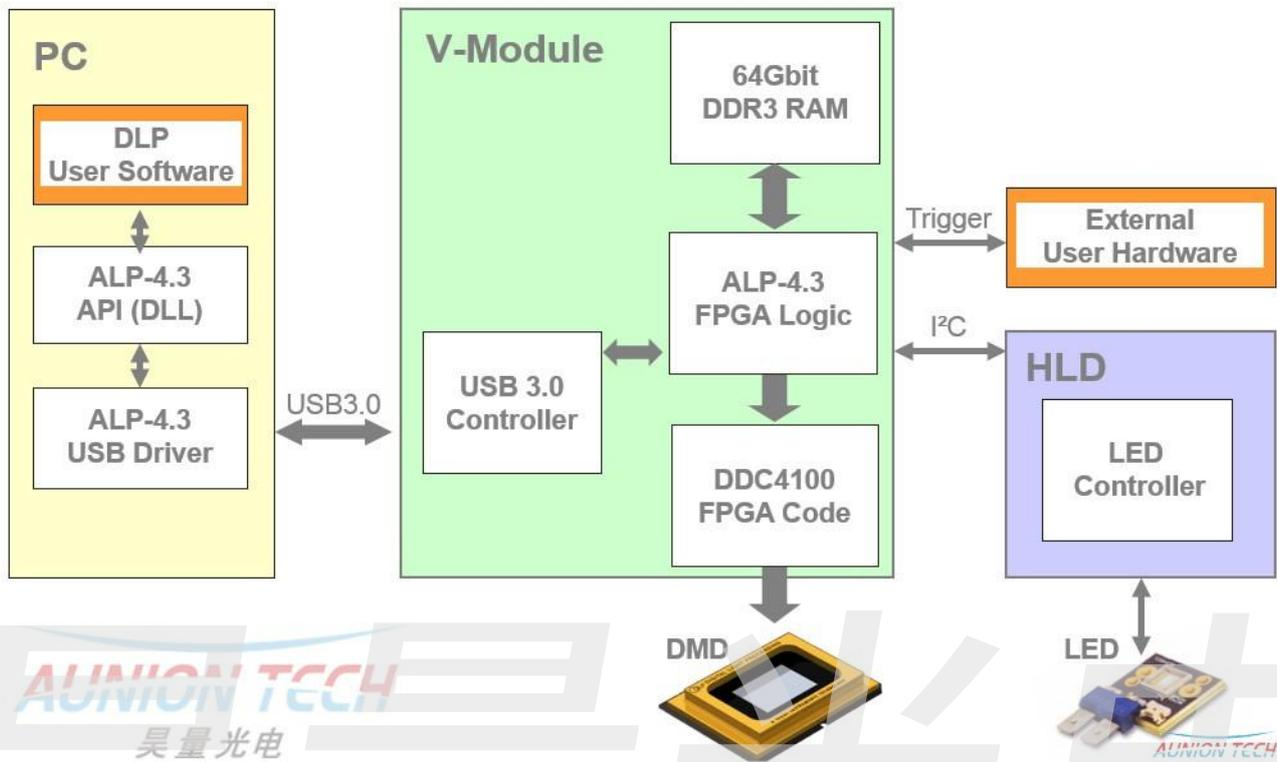 PC
DLP
User Software
ALP-4.3
API (DLL)
ALP-4.3
USB Driver
USB3.0
V-Module
64Gbit
DDR3 RAM
ALP-4.3
FPGA Logic
USB 3.0
Controller
DDC4100
FPGA Code
Trigger
External
User Hardware
I²C
HLD
LED
Controller
DMD
LED
AUNION TECH
昊量光电
AUNION TECH